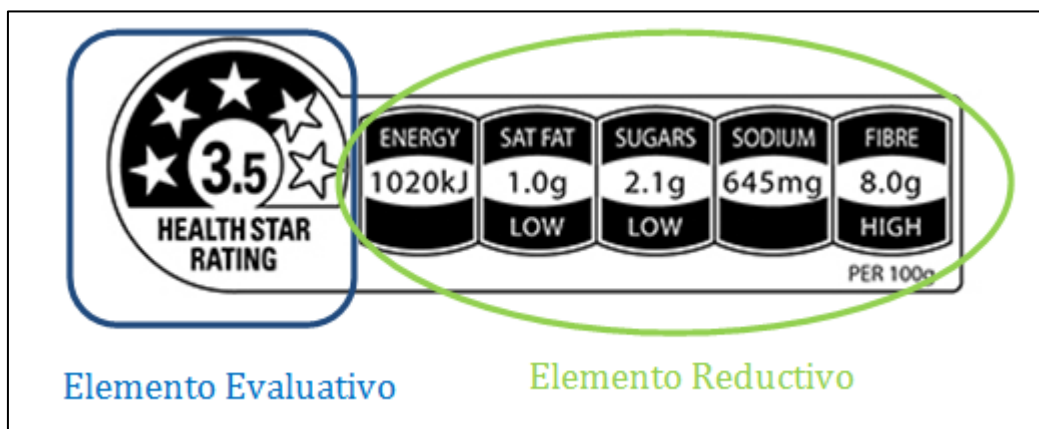 3.5
HEALTH STAR
RATING
ENERGY SAT FAT SUGARS SODIUM FIBRE
1020kJ 1.0g 2.1g 645mg 8.0g
LOW LOW HIGH
PER 100g
Elemento Evaluativo
Elemento Reductivo